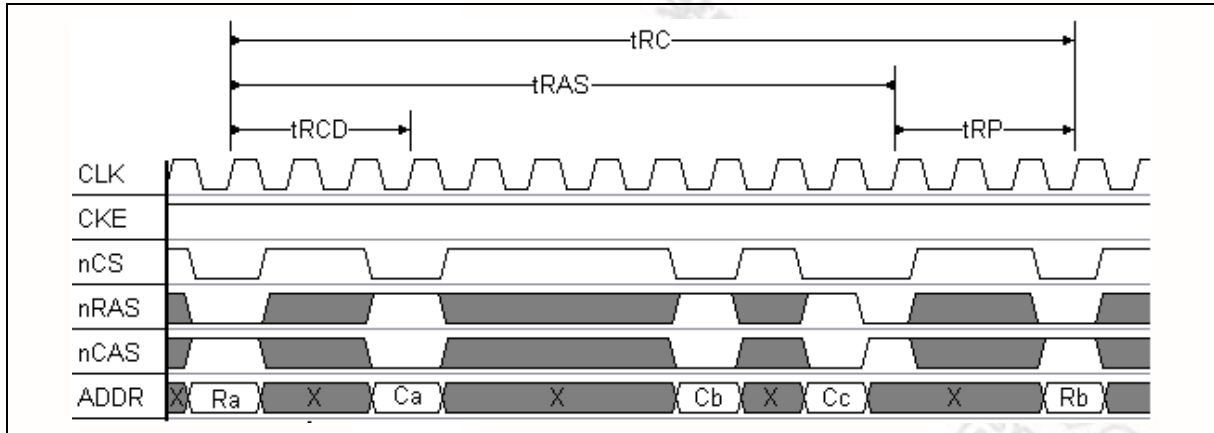 tRC
tRAS
tRCD
tRP
CLK
CKE
nCS
nRAS
nCAS
ADDR X Ra X Ca X Cb X Cc X Rb